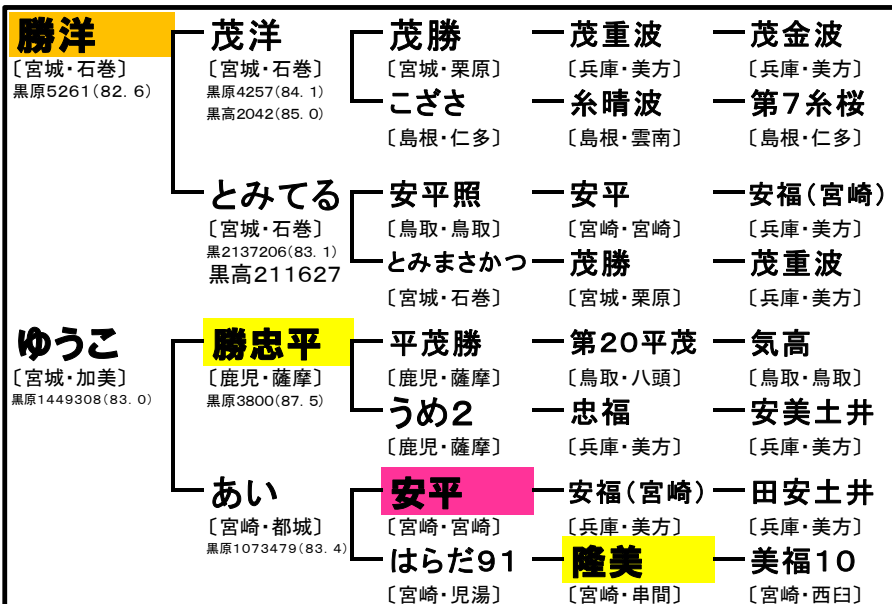 勝洋 茂洋 茂勝 茂重波 茂金波
〔宮城・石巻〕 〔宮城・石巻〕 〔宮城・栗原〕 〔兵庫・美方〕 〔兵庫・美方〕
黒原5261(82.6) 黒原4257(84.1)
こざさ 糸晴波 第7糸桜
黒高2042(85.0)
〔島根・仁多〕 〔島根・雲南〕 〔島根・仁多〕
とみてる 安平照 安平 安福(宮崎)
〔宮城・石巻〕 〔鳥取・鳥取〕 〔宮崎・宮崎〕 〔兵庫・美方〕
黒2137206(83.1)
とみまさかつ 茂勝 茂重波
黒高211627
〔宮城・石巻〕 〔宮城・栗原〕 〔兵庫・美方〕
ゆうこ 勝忠平 平茂勝 第20平茂 気高
〔宮城・加美〕 〔鹿児・薩摩〕 〔鹿児・薩摩〕 〔鳥取・八頭〕 〔鳥取・鳥取〕
黒原1449308(83.0) 黒原3800(87.5)
うめ2 忠福 安美土井
〔鹿児・薩摩〕 〔兵庫・美方〕 〔兵庫・美方〕
あい 安平 安福(宮崎) 田安土井
〔宮崎・都城〕 〔宮崎・宮崎〕 〔兵庫・美方〕 〔兵庫・美方〕
黒原1073479(83.4)
はらだ91 隆美 美福10
〔宮崎・児湯〕 〔宮崎・串間〕 〔宮崎・西臼〕